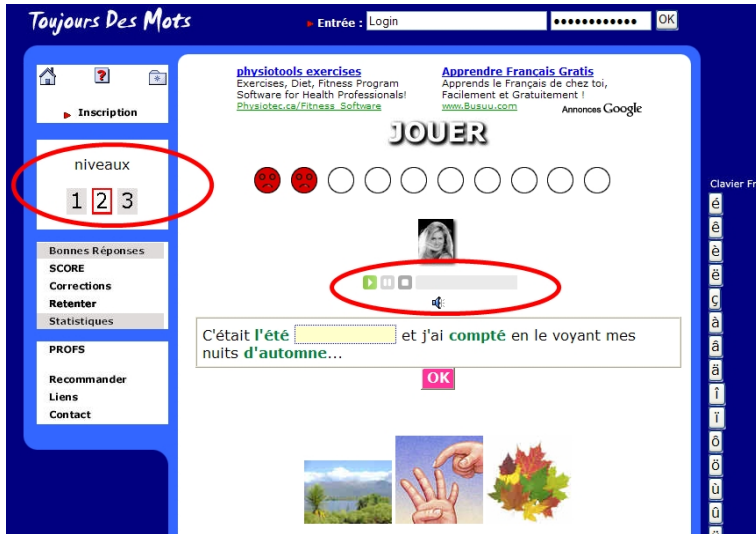 Toujours Des Mots
Entrée : Login
•••••••••••• OK
Inscription
niveaux
1 2 3
Bonnes Réponses
SCORE
Corrections
Retenter
Statistiques
PROFS
Recommander
Liens
Contact
physiotools exercises
Exercises, Diet, Fitness Program
Software for Health Professionals!
Physiotec.ca/Fitness_Software
Apprendre Français Gratis
Apprends le Français de chez toi,
Facilement et Gratuitement !
www.Busuu.com
Annonces Google
JOUER
C'était l'été et j'ai compté en le voyant mes
nuits d'automne...
OK
Clavier Fr
é
ê
è
ë
ç
à
â
ä
î
ï
ô
ö
ù
û